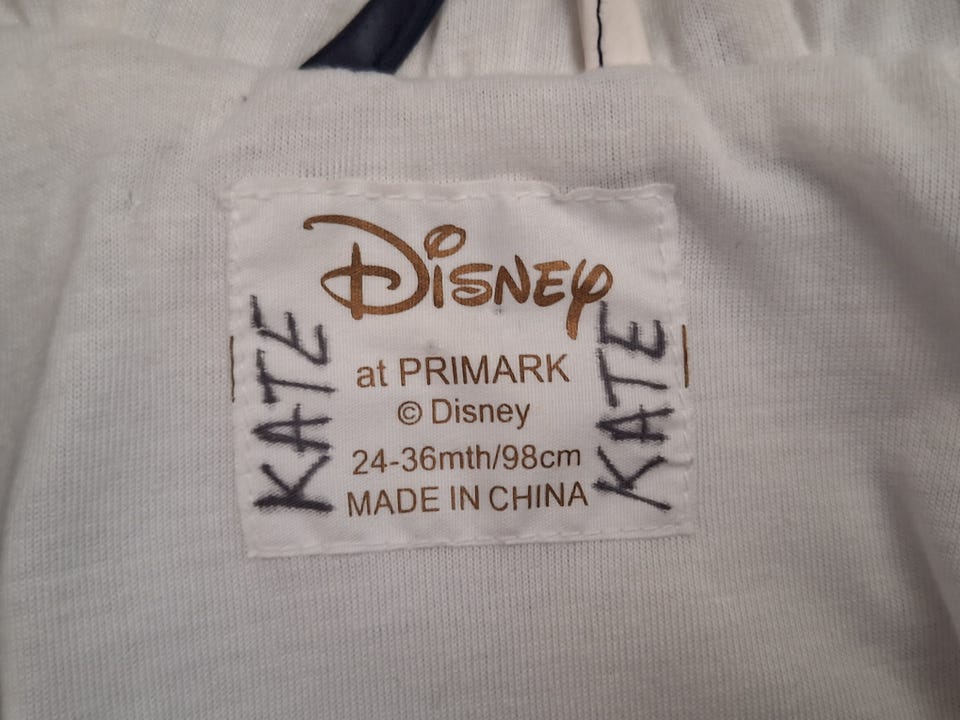 Disney
KATE
at PRIMARK
© Disney
24-36mth/98cm
MADE IN CHINA
KATE